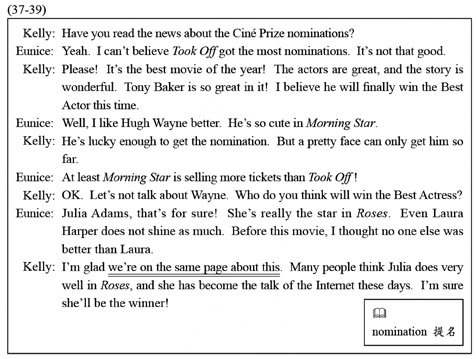 (37-39)
Kelly: Have you read the news about the Ciné Prize nominations?
Eunice: Yeah. I can't believe Took Off got the most nominations. It's not that good.
Kelly: Please! It's the best movie of the year! The actors are great, and the story is
wonderful. Tony Baker is so great in it! I believe he will finally win the Best
Actor this time.
Eunice: Well, I like Hugh Wayne better. He's so cute in Morning Star.
Kelly: He's lucky enough to get the nomination. But a pretty face can only get him so
far.
Eunice: At least Morning Star is selling more tickets than Took Off!
Kelly: OK. Let's not talk about Wayne. Who do you think will win the Best Actress?
Eunice: Julia Adams, that's for sure! She's really the star in Roses. Even Laura
Harper does not shine as much. Before this movie, I thought no one else was
better than Laura.
Kelly: I'm glad we're on the same page about this. Many people think Julia does very
well in Roses, and she has become the talk of the Internet these days. I'm sure
she'll be the winner!
nomination 提名